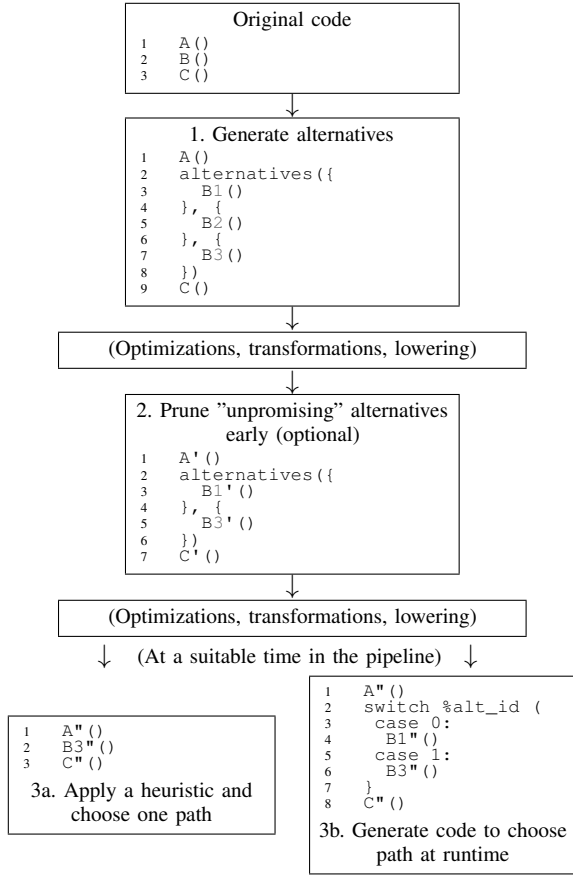 Original code
1 A()
2 B()
3 C()
1. Generate alternatives
1 A()
2 alternatives({
3 B1()
4 }, {
5 B2()
6 }, {
7 B3()
8 })
9 C()
(Optimizations, transformations, lowering)
2. Prune ”unpromising” alternatives
early (optional)
1 A'()
2 alternatives({
3 B1'()
4 }, {
5 B3'()
6 })
7 C'()
(Optimizations, transformations, lowering)
(At a suitable time in the pipeline)
1 A"()
2 B3"()
3 C"()
3a. Apply a heuristic and
choose one path
1 A"()
2 switch %alt_id (
3 case 0:
4 B1"()
5 case 1:
6 B3"()
7 }
8 C"()
3b. Generate code to choose
path at runtime